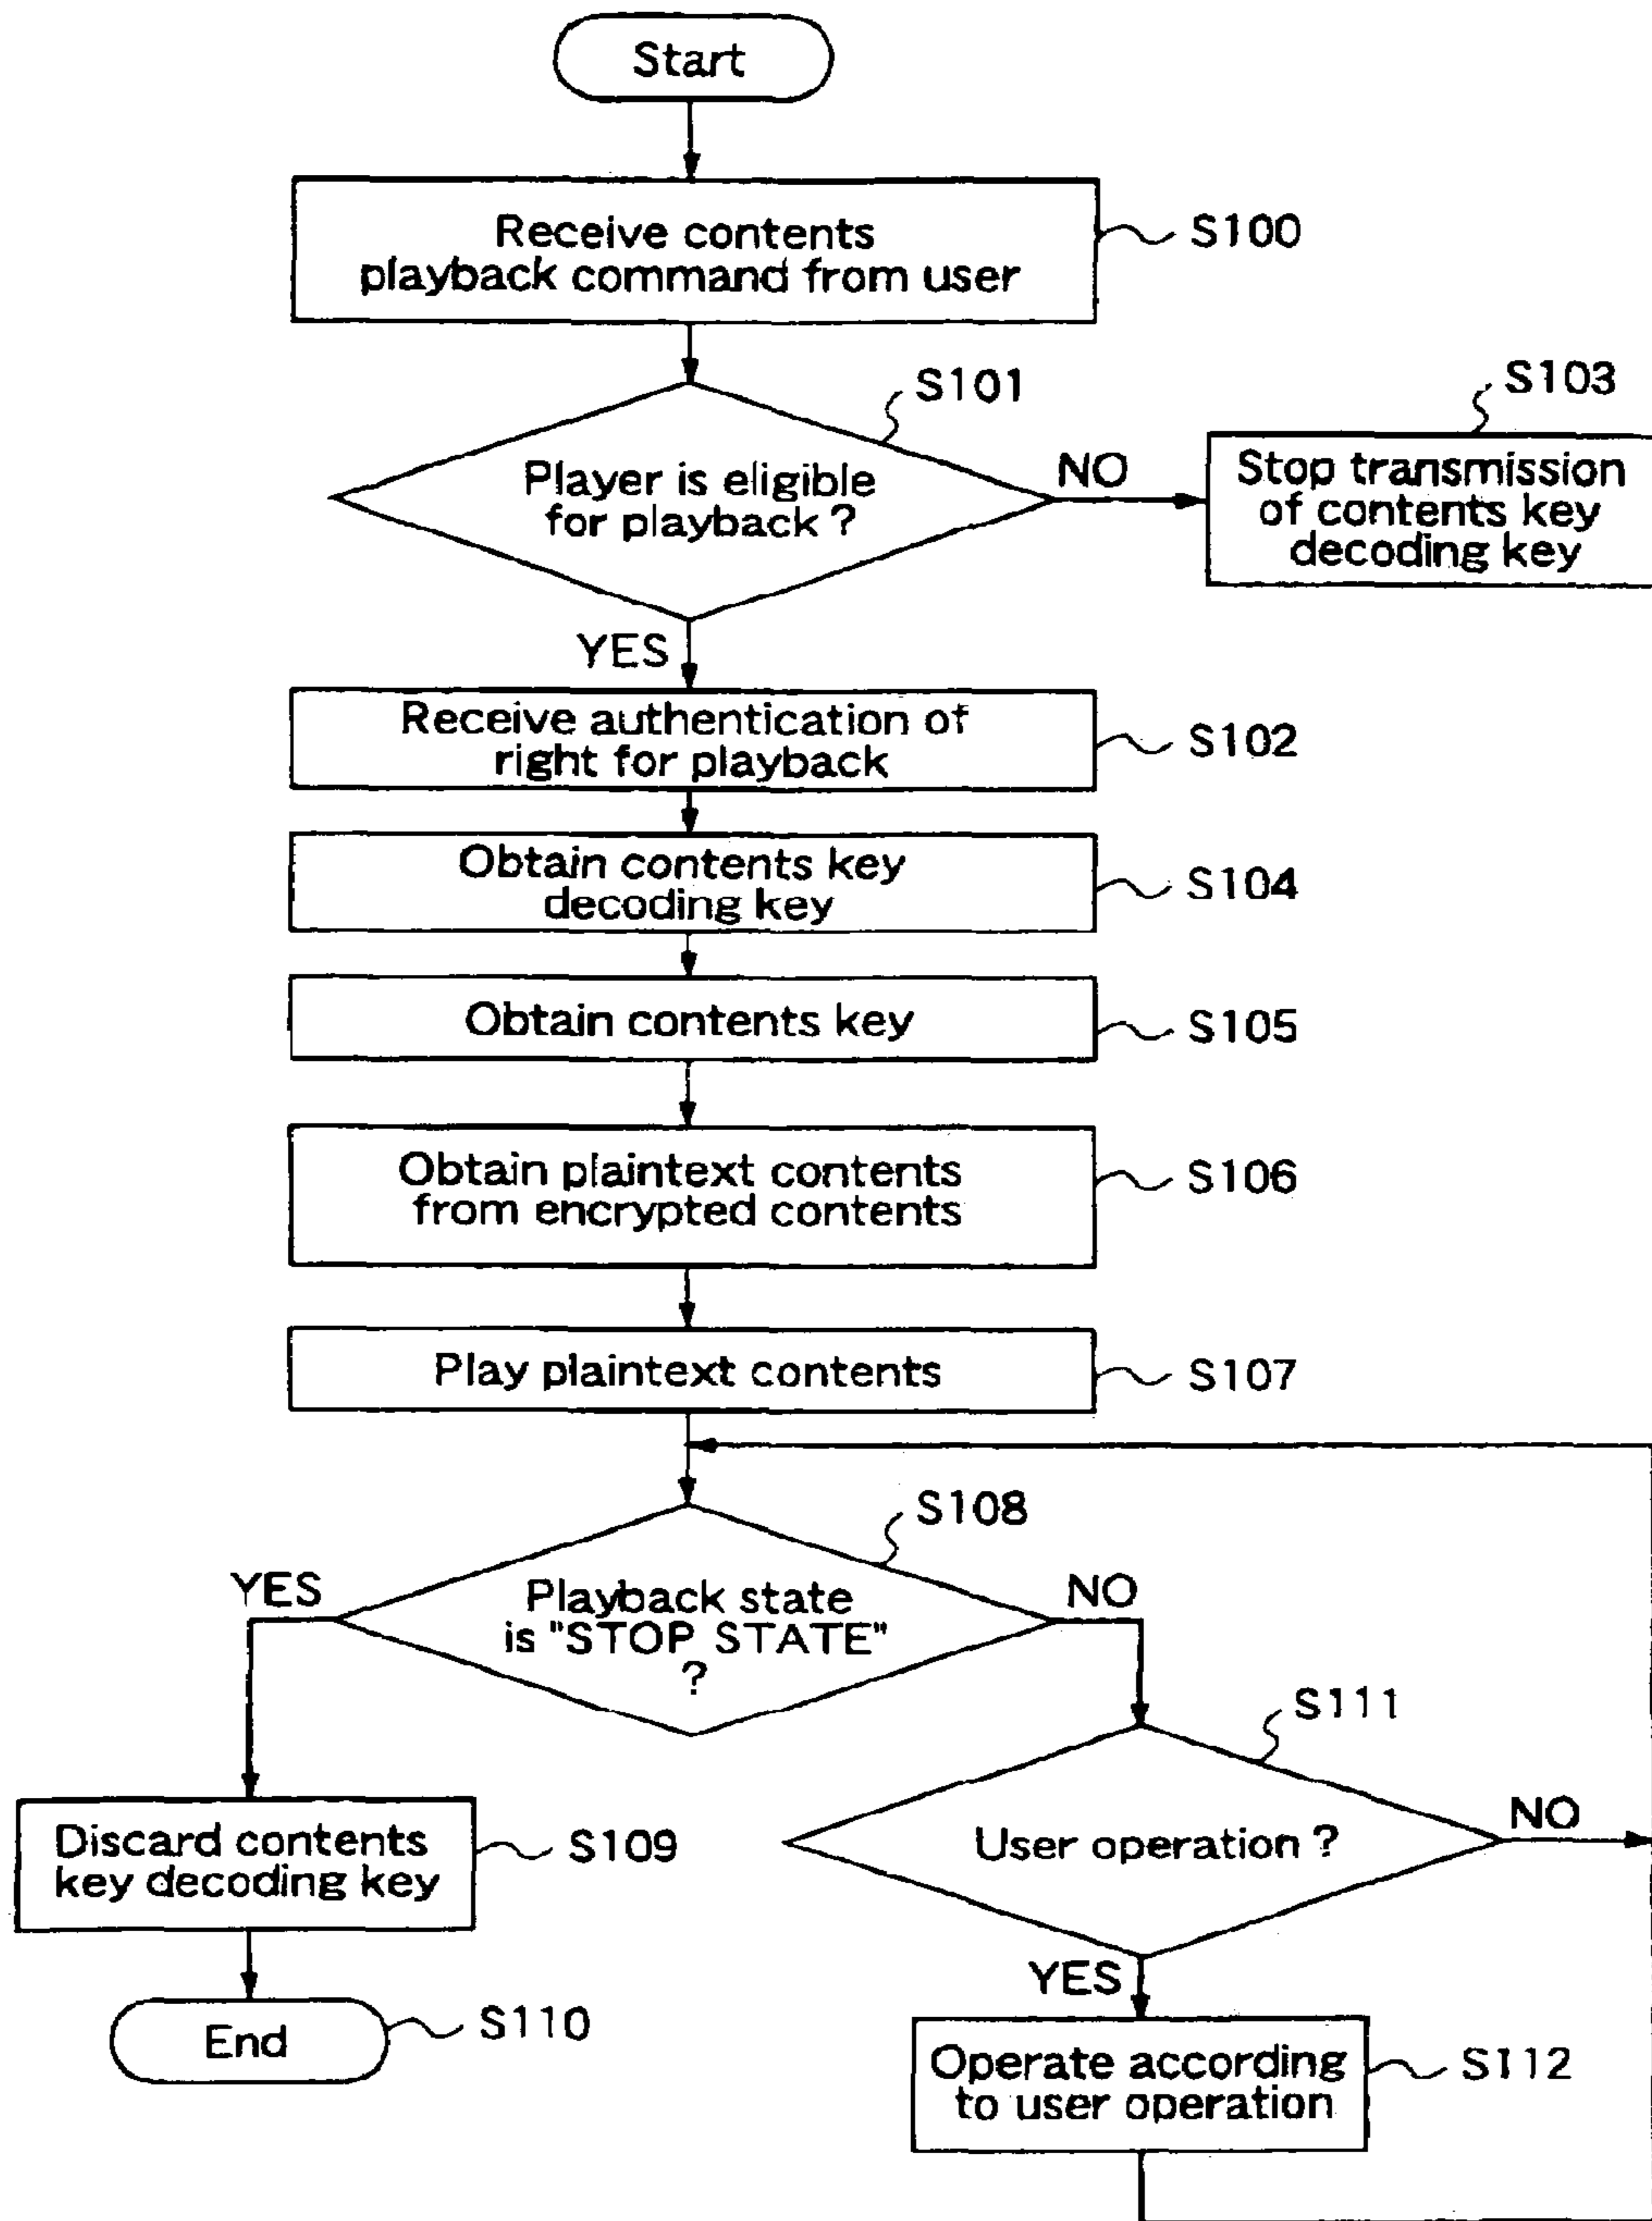 Start
Receive contents
playback command from user
S100
S101
Player is eligible
for playback ?
NO
S103
Stop transmission
of contents key
decoding key
YES
Receive authentication of
right for playback
S102
Obtain contents key
decoding key
S104
Obtain contents key
S105
Obtain plaintext contents
from encrypted contents
S106
Play plaintext contents
S107
S108
YES
Playback state
is "STOP STATE"
?
NO
S111
User operation ?
NO
Discard contents
key decoding key
S109
YES
End
S110
Operate according
to user operation
S112